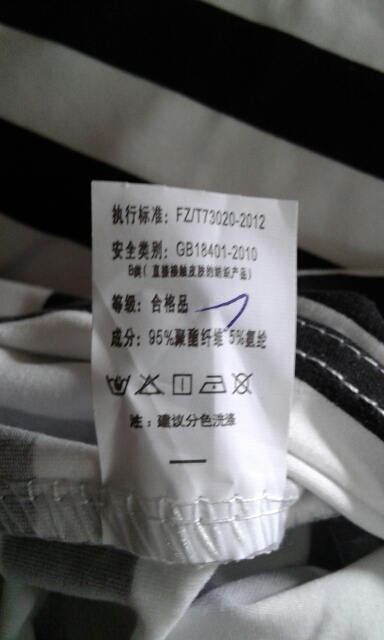 执行标准：FZ/T73020-2012
安全类别：GB18401-2010
B类(直接接触皮肤的纺织产品)
等级：合格品
成分：95%聚酯纤维 5%氨纶
注：建议分色洗涤